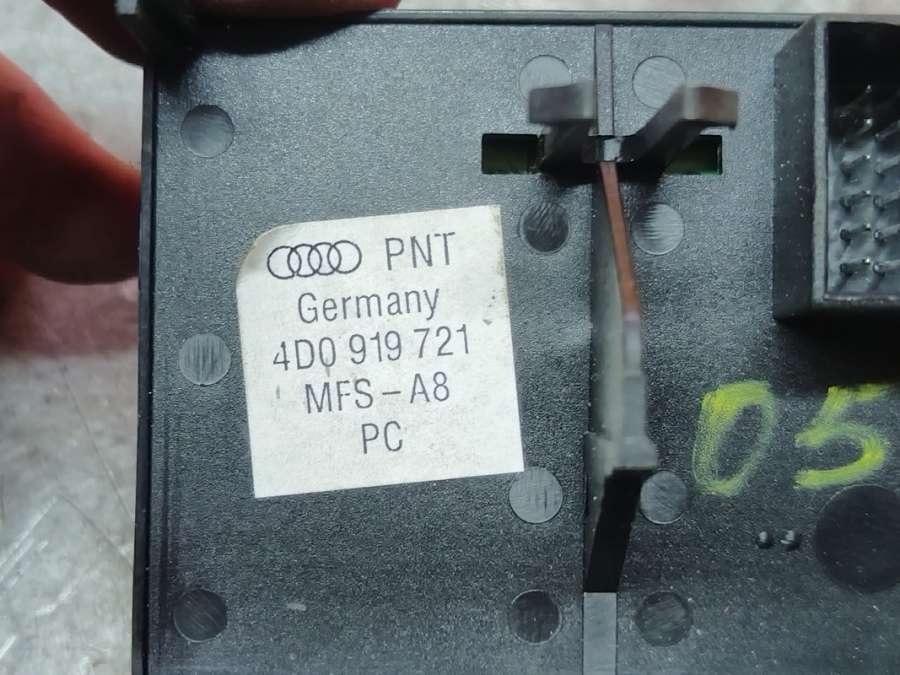 PNT
Germany
4D0 919 721
MFS-A8
PC
05